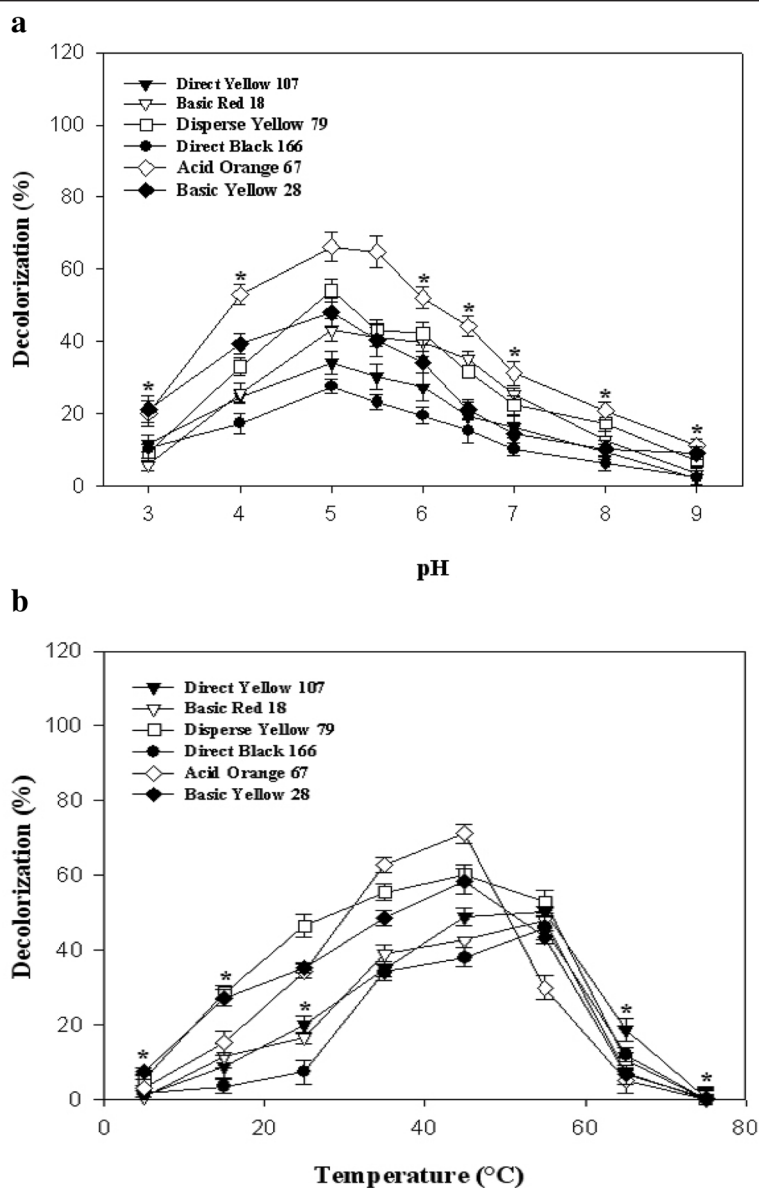 a
120
100
80
60
40
20
0
Decolorization (%)
Direct Yellow 107
Basic Red 18
Disperse Yellow 79
Direct Black 166
Acid Orange 67
Basic Yellow 28
* * * * * * *
3 4 5 6 7 8 9
pH
b
120
100
80
60
40
20
0
Decolorization (%)
Direct Yellow 107
Basic Red 18
Disperse Yellow 79
Direct Black 166
Acid Orange 67
Basic Yellow 28
* * * * *
0 20 40 60 80
Temperature (°C)